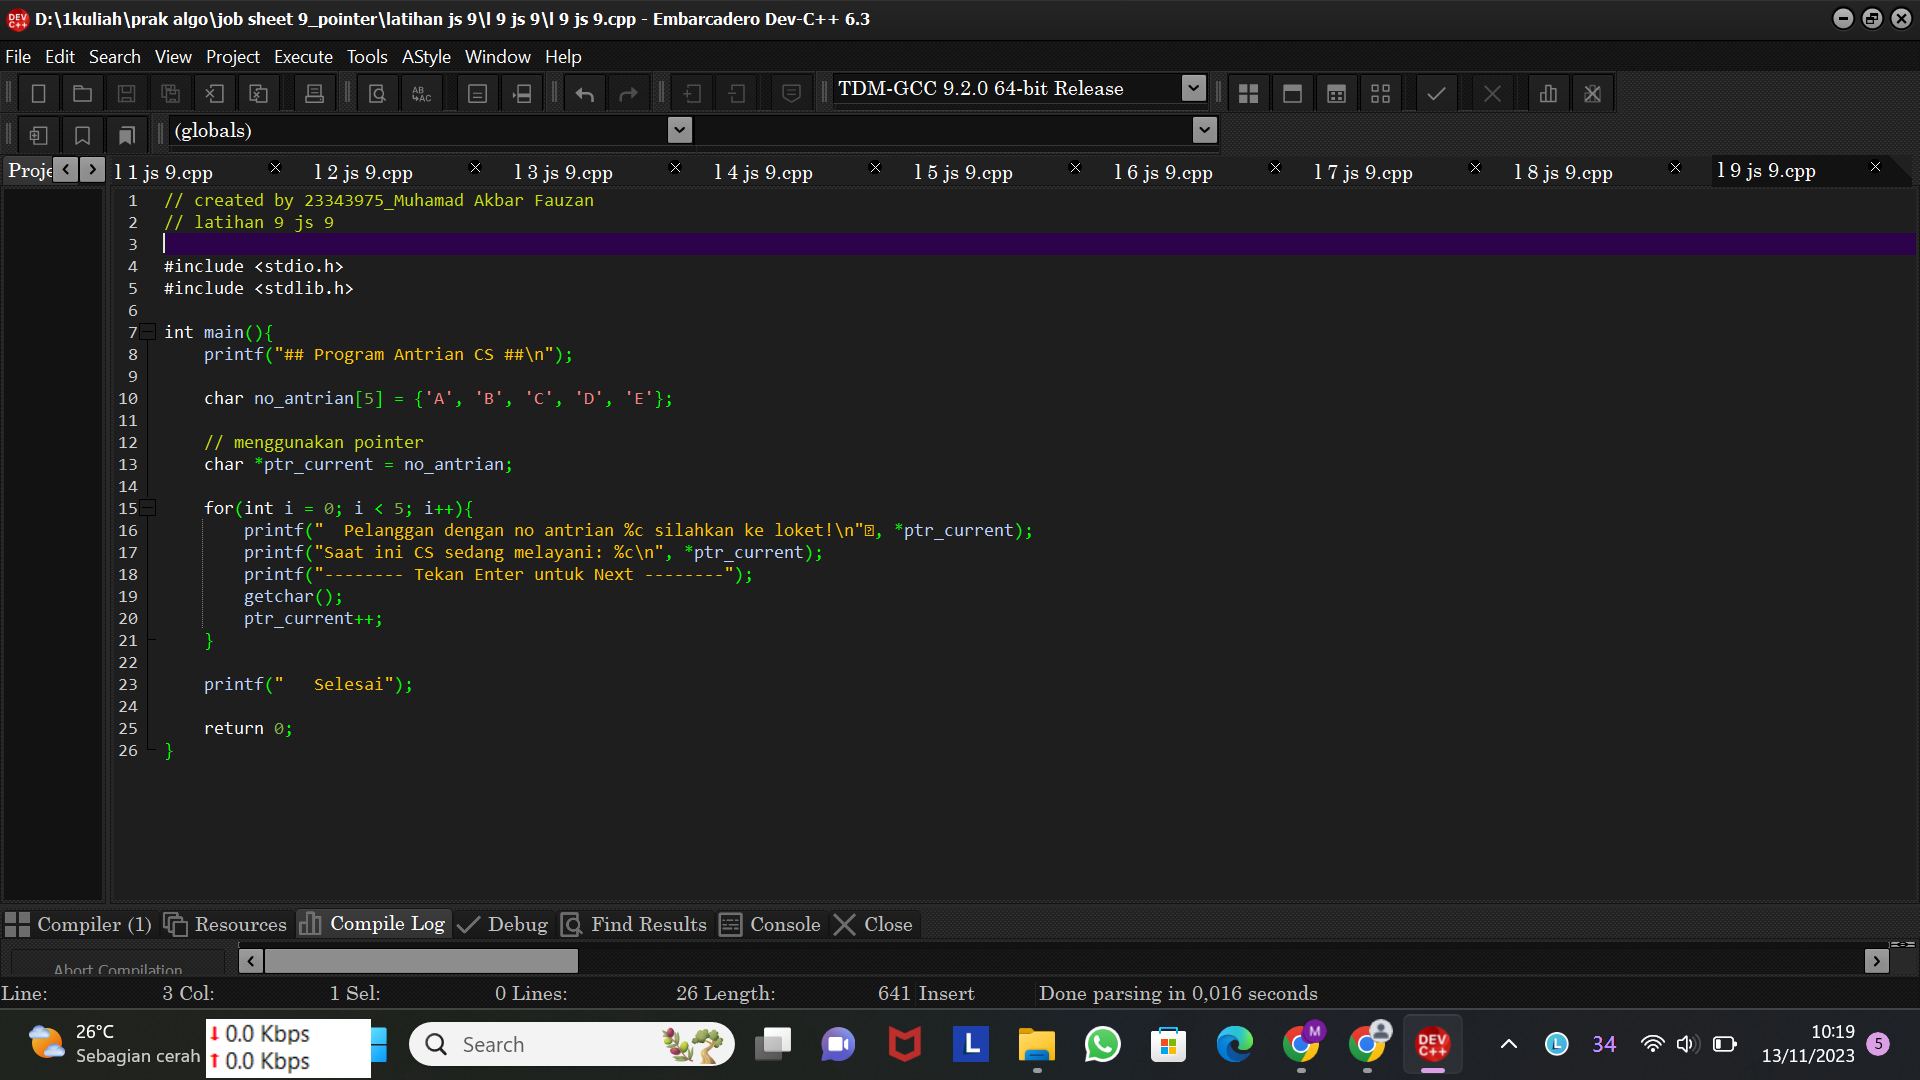 D:\1kuliah\prak algo\job sheet 9_pointer\latihan js 9\l 9 js 9\l 9 js 9.cpp - Embarcadero Dev-C++ 6.3
File Edit Search View Project Execute Tools AStyle Window Help
TDM-GCC 9.2.0 64-bit Release
(globals)
Proje l 1 js 9.cpp l 2 js 9.cpp l 3 js 9.cpp l 4 js 9.cpp l 5 js 9.cpp l 6 js 9.cpp l 7 js 9.cpp l 8 js 9.cpp l 9 js 9.cpp
1 // created by 23343975_Muhamad Akbar Fauzan
2 // latihan 9 js 9
3
4 #include <stdio.h>
5 #include <stdlib.h>
6
7 int main(){
8 printf("## Program Antrian CS ##\n");
9
10 char no_antrian[5] = {'A', 'B', 'C', 'D', 'E'};
11
12 // menggunakan pointer
13 char *ptr_current = no_antrian;
14
15 for(int i = 0; i < 5; i++){
16 printf("  Pelanggan dengan no antrian %c silahkan ke loket!\n", *ptr_current);
17 printf("Saat ini CS sedang melayani: %c\n", *ptr_current);
18 printf("-------- Tekan Enter untuk Next --------");
19 getchar();
20 ptr_current++;
21 }
22
23 printf("   Selesai");
24
25 return 0;
26 }
Compiler (1) Resources Compile Log Debug Find Results Console Close
Abort Compilation
Line: 3 Col: 1 Sel: 0 Lines: 26 Length: 641 Insert Done parsing in 0,016 seconds
26°C
Sebagian cerah
0.0 Kbps
0.0 Kbps
Search
L
M
DEV
C++
L
34
10:19
13/11/2023
5